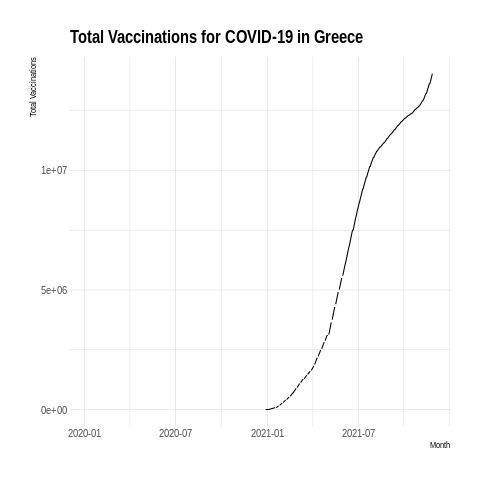 Total Vaccinations for COVID-19 in Greece
Total Vaccinations
1e+07
5e+06
0e+00
2020-01 2020-07 2021-01 2021-07
Month